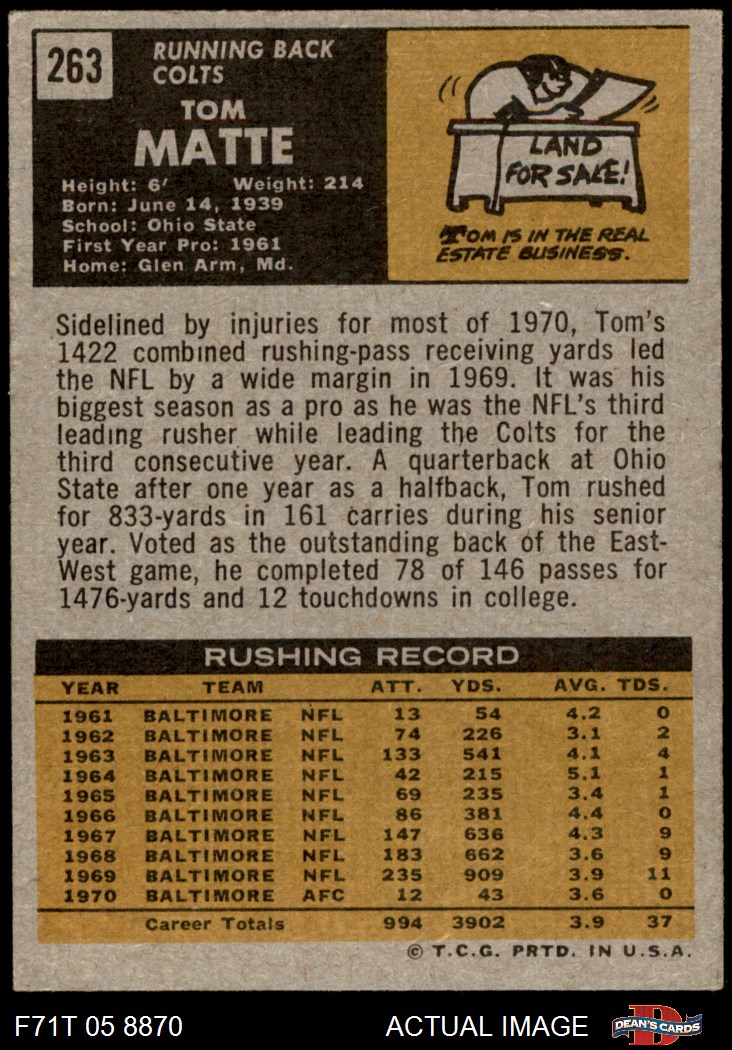 263
RUNNING BACK
COLTS
TOM
MATTE
Height: 6' Weight: 214
Born: June 14, 1939
School: Ohio State
First Year Pro: 1961
Home: Glen Arm, Md.
LAND
FOR SALE!
TOM IS IN THE REAL
ESTATE BUSINESS.
Sidelined by injuries for most of 1970, Tom's
1422 combined rushing-pass receiving yards led
the NFL by a wide margin in 1969. It was his
biggest season as a pro as he was the NFL's third
leading rusher while leading the Colts for the
third consecutive year. A quarterback at Ohio
State after one year as a halfback, Tom rushed
for 833-yards in 161 carries during his senior
year. Voted as the outstanding back of the East-
West game, he completed 78 of 146 passes for
1476-yards and 12 touchdowns in college.
RUSHING RECORD
YEAR TEAM ATT. YDS. AVG. TDS.
1961 BALTIMORE NFL 13 54 4.2 0
1962 BALTIMORE NFL 74 226 3.1 2
1963 BALTIMORE NFL 133 541 4.1 4
1964 BALTIMORE NFL 42 215 5.1 1
1965 BALTIMORE NFL 69 235 3.4 1
1966 BALTIMORE NFL 86 381 4.4 0
1967 BALTIMORE NFL 147 636 4.3 9
1968 BALTIMORE NFL 183 662 3.6 9
1969 BALTIMORE NFL 235 909 3.9 11
1970 BALTIMORE AFC 12 43 3.6 0
Career Totals 994 3902 3.9 37
© T.C.G. PRTD. IN U.S.A.
F71T 05 8870 ACTUAL IMAGE
D
DEAN'S CARDS